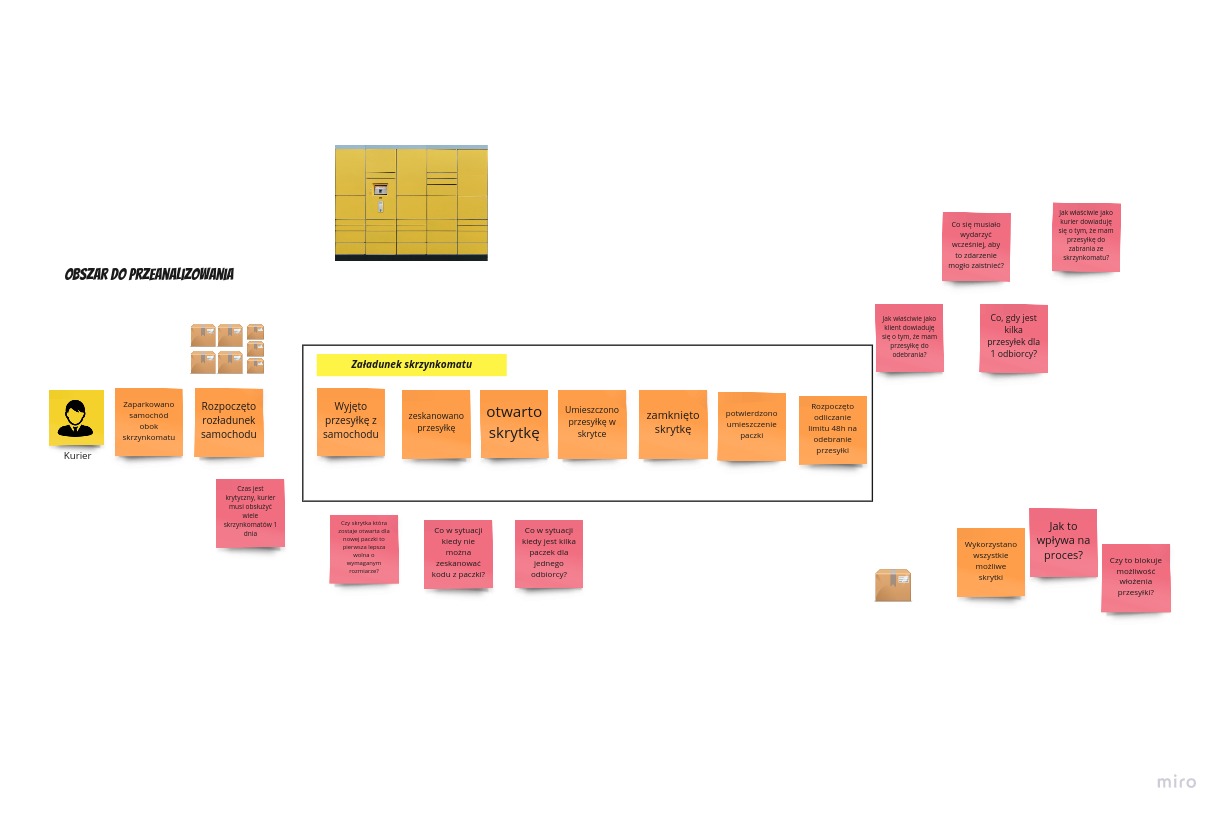 OBSZAR DO PRZEANALIZOWANIA
Kurier
Zaparkowano
samochód
obok
skrzynkomatu
Rozpoczęto
rozładunek
samochodu
Czas jest
krytyczny, kurier
musi obsłużyć
wiele
skrzynkomatów 1
dnia
Załadunek skrzynkomatu
Wyjęto
przesyłkę z
samochodu
zeskanowano
przesyłkę
otwarto
skrytkę
Umieszczono
przesyłkę w
skrytce
zamknięto
skrytkę
potwierdzono
umieszczenie
paczki
Rozpoczęto
odliczanie
limitu 48h na
odebranie
przesyłki
Czy skrytka która
zostaje otwarta dla
nowej paczki to
pierwsza lepsza
wolna o
wymaganym
rozmiarze?
Co w sytuacji
kiedy nie
można
zeskanować
kodu z paczki?
Co w sytuacji
kiedy jest kilka
paczek dla
jednego
odbiorcy?
Co się musiało
wydarzyć
wcześniej, aby
to zdarzenie
mogło zaistnieć?
Jak właściwie jako
kurier dowiaduję
się o tym, że mam
przesyłkę do
zabrania ze
skrzynkomatu?
Jak właściwie jako
klient dowiaduję
się o tym, że mam
przesyłkę do
odebrania?
Co, gdy jest
kilka
przesyłek dla
1 odbiorcy?
Wykorzystano
wszystkie
możliwe
skrytki
Jak to
wpływa na
proces?
Czy to blokuje
możliwość
włożenia
przesyłki?
miro